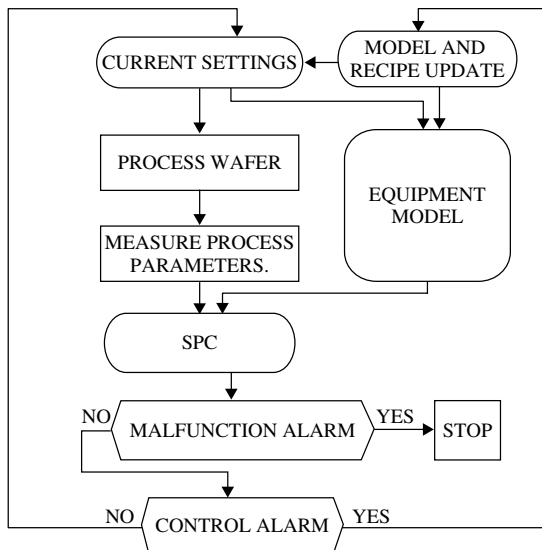 CURRENT SETTINGS
MODEL AND
RECIPE UPDATE
PROCESS WAFER
EQUIPMENT
MODEL
MEASURE PROCESS
PARAMETERS.
SPC
NO
MALFUNCTION ALARM
YES
STOP
NO
CONTROL ALARM
YES